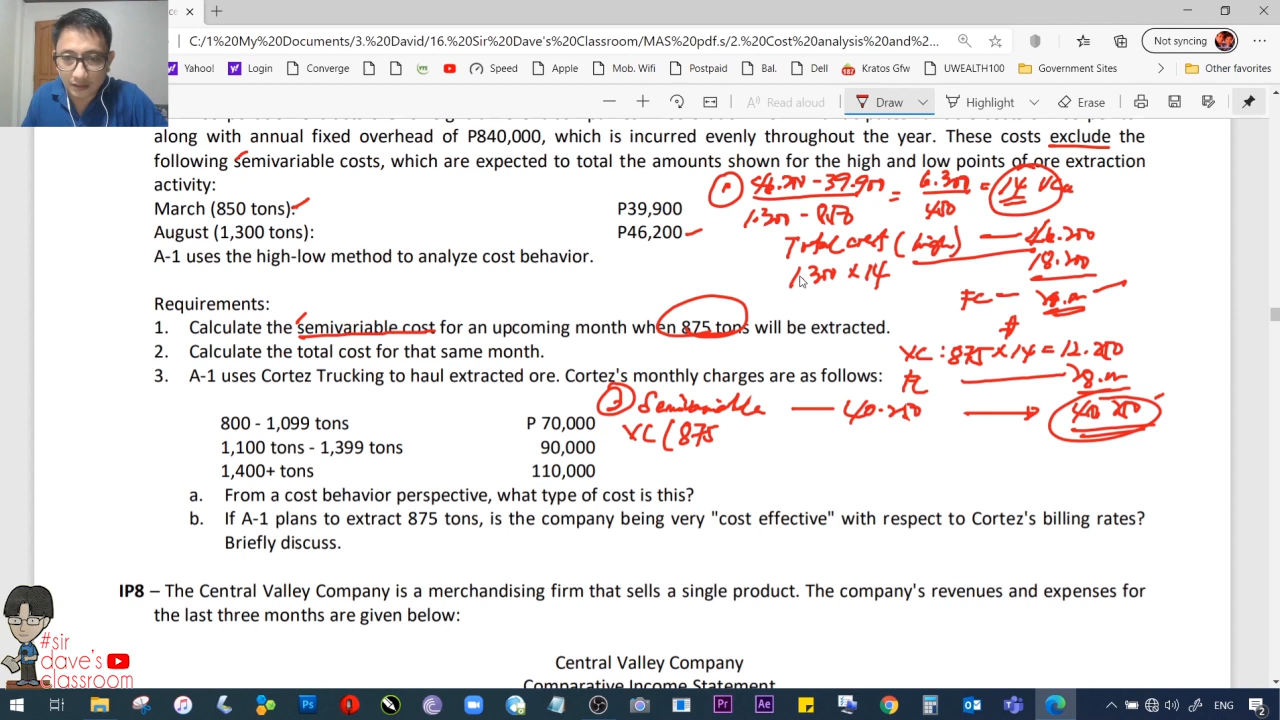 C:/1%20My%20Documents/3.%20David/16.%20Sir%20Dave's%20Classroom/MAS%20pdf.s/2.%20Cost%20analysis%20and%2...
Not syncing
Yahoo! Login Converge im Speed Apple Mob. Wifi Postpaid Bal. Dell 187 Kratos Gfw UWEALTH100 Government Sites Other favorites
Read aloud Draw Highlight Erase
along with annual fixed overhead of P840,000, which is incurred evenly throughout the year. These costs exclude the
following semivariable costs, which are expected to total the amounts shown for the high and low points of ore extraction
activity:
① 46.200 - 39.900 = 6.300 = 14 VCu
1.300 - 850 450
March (850 tons): P39,900
August (1,300 tons): P46,200
Total cost (high) — 46.200
A-1 uses the high-low method to analyze cost behavior.
1.300 x 14 18.200
FC — 28.m
Requirements:
1. Calculate the semivariable cost for an upcoming month when 875 tons will be extracted.
2. Calculate the total cost for that same month.
VC : 875 x 14 = 12.250
3. A-1 uses Cortez Trucking to haul extracted ore. Cortez's monthly charges are as follows:
FC — 28.m
② Semivariable — 40.250 → 40 250
800 - 1,099 tons P 70,000
VC (875
1,100 tons - 1,399 tons 90,000
1,400+ tons 110,000
a. From a cost behavior perspective, what type of cost is this?
b. If A-1 plans to extract 875 tons, is the company being very "cost effective" with respect to Cortez's billing rates?
Briefly discuss.
IP8 – The Central Valley Company is a merchandising firm that sells a single product. The company's revenues and expenses for
the last three months are given below:
#sir
dave's
classroom
Central Valley Company
Comparative Income Statement
Ps Pr Ae ENG